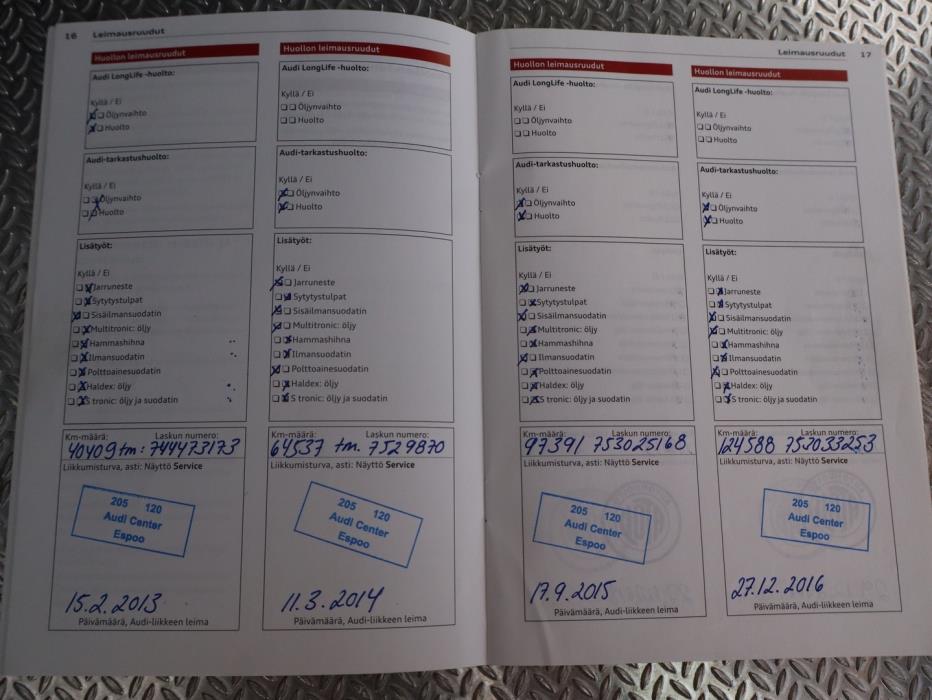 16 Leimausruudut
Huollon leimausruudut
Audi LongLife -huolto:
Kyllä / Ei
Öljynvaihto
Huolto
Audi-tarkastushuolto:
Kyllä / Ei
Öljynvaihto
Huolto
Lisätyöt:
Kyllä / Ei
Jarruneste
Sytytystulpat
Sisäilmansuodatin
Multitronic: öljy
Hammashihna
Ilmansuodatin
Polttoainesuodatin
Haldex: öljy
S tronic: öljy ja suodatin
Km-määrä: Laskun numero:
40409 tm: 744473173
Liikkumisturva, asti: Näyttö Service
205 120
Audi Center
Espoo
15.2.2013
Päivämäärä, Audi-liikkeen leima
Huollon leimausruudut
Audi LongLife -huolto:
Kyllä / Ei
Öljynvaihto
Huolto
Audi-tarkastushuolto:
Kyllä / Ei
Öljynvaihto
Huolto
Lisätyöt:
Kyllä / Ei
Jarruneste
Sytytystulpat
Sisäilmansuodatin
Multitronic: öljy
Hammashihna
Ilmansuodatin
Polttoainesuodatin
Haldex: öljy
S tronic: öljy ja suodatin
Km-määrä: Laskun numero:
64537 tm. 7529870
Liikkumisturva, asti: Näyttö Service
205 120
Audi Center
Espoo
11.3.2014
Päivämäärä, Audi-liikkeen leima
Leimausruudut 17
Huollon leimausruudut
Audi LongLife -huolto:
Kyllä / Ei
Öljynvaihto
Huolto
Audi-tarkastushuolto:
Kyllä / Ei
Öljynvaihto
Huolto
Lisätyöt:
Kyllä / Ei
Jarruneste
Sytytystulpat
Sisäilmansuodatin
Multitronic: öljy
Hammashihna
Ilmansuodatin
Polttoainesuodatin
Haldex: öljy
S tronic: öljy ja suodatin
Km-määrä: Laskun numero:
97391 753025168
Liikkumisturva, asti: Näyttö Service
205 120
Audi Center
Espoo
17.9.2015
Päivämäärä, Audi-liikkeen leima
Huollon leimausruudut
Audi LongLife -huolto:
Kyllä / Ei
Öljynvaihto
Huolto
Audi-tarkastushuolto:
Kyllä / Ei
Öljynvaihto
Huolto
Lisätyöt:
Kyllä / Ei
Jarruneste
Sytytystulpat
Sisäilmansuodatin
Multitronic: öljy
Hammashihna
Ilmansuodatin
Polttoainesuodatin
Haldex: öljy
S tronic: öljy ja suodatin
Km-määrä: Laskun numero:
124588 753033253
Liikkumisturva, asti: Näyttö Service
205 120
Audi Center
Espoo
27.12.2016
Päivämäärä, Audi-liikkeen leima